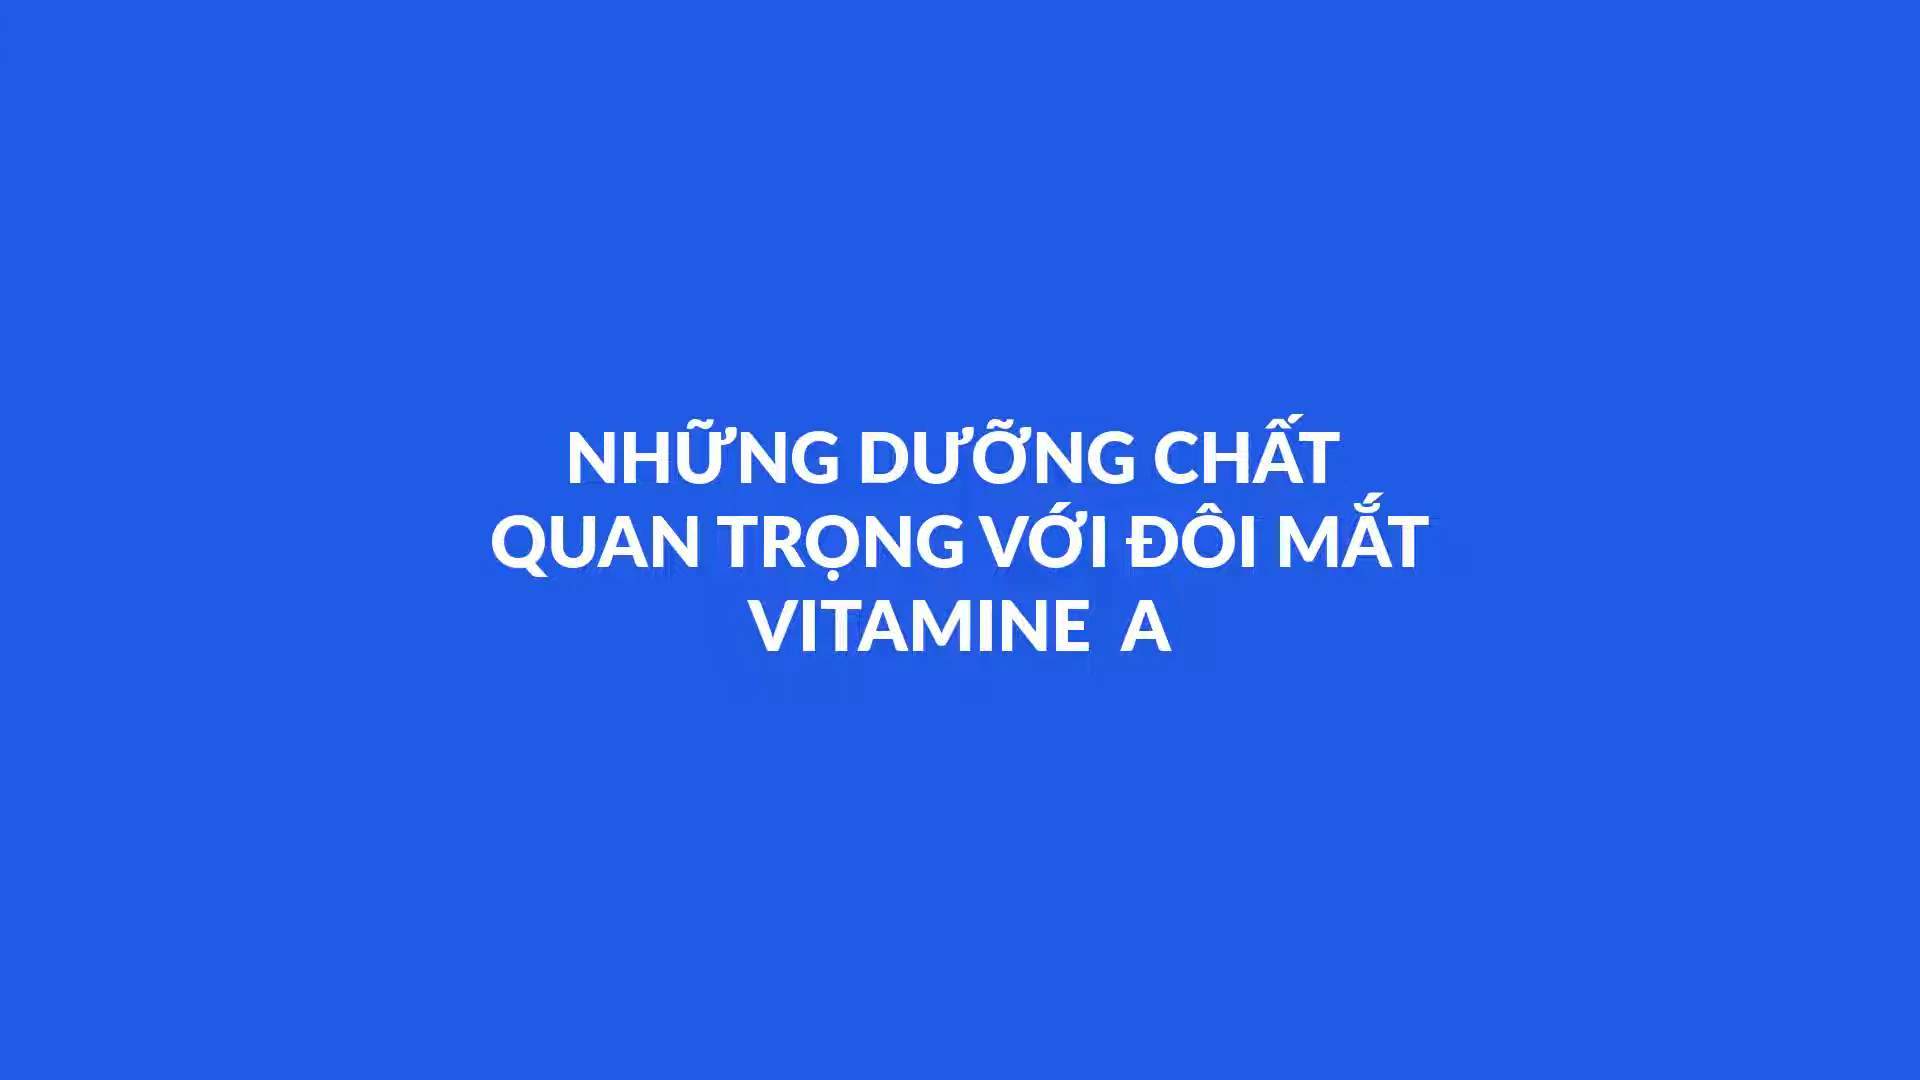 NHỮNG DƯỠNG CHẤT
QUAN TRỌNG VỚI ĐÔI MẮT
VITAMINE  A